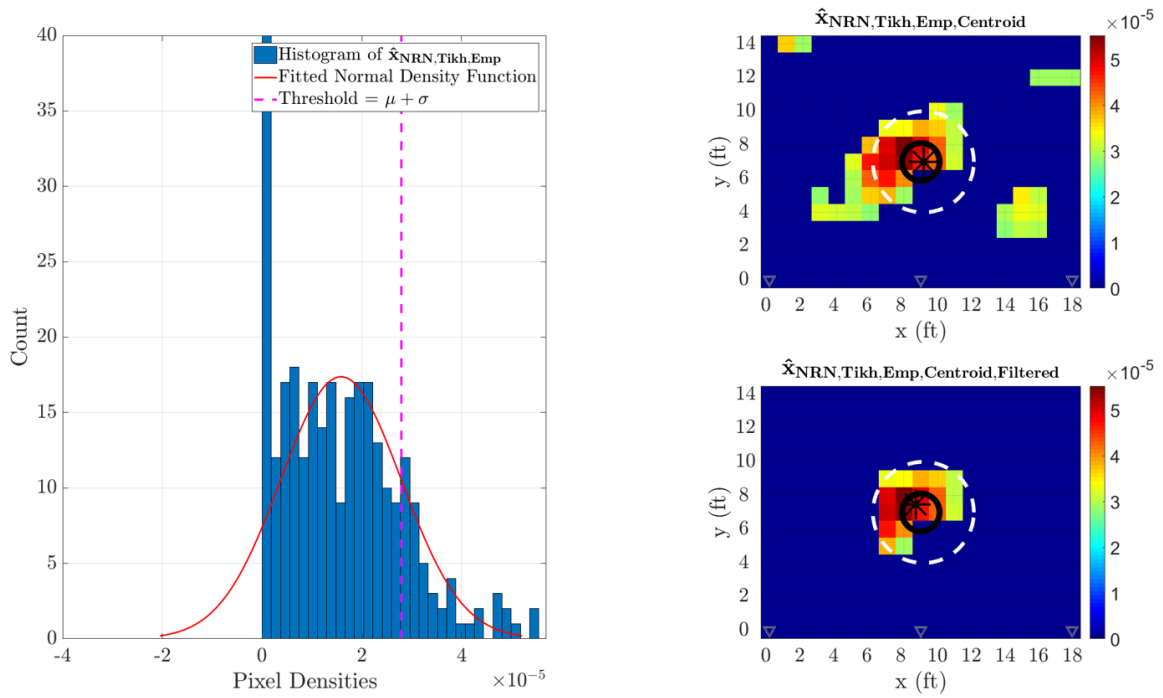 40
35
30
25
20
15
10
5
0
Count
Histogram of x̂NRN,Tikh,Emp
Fitted Normal Density Function
Threshold = μ + σ
-4 -2 0 2 4
×10-5
Pixel Densities
x̂NRN,Tikh,Emp,Centroid
×10-5
14
12
10
8
6
4
2
0
y (ft)
0 2 4 6 8 10 12 14 16 18
x (ft)
5
4
3
2
1
0
x̂NRN,Tikh,Emp,Centroid,Filtered
×10-5
14
12
10
8
6
4
2
0
y (ft)
0 2 4 6 8 10 12 14 16 18
x (ft)
5
4
3
2
1
0